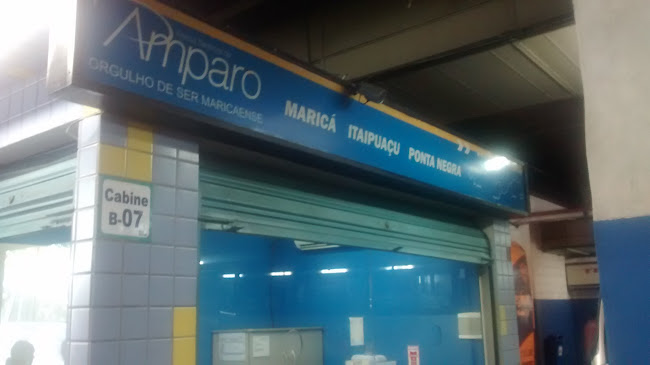 Amparo
ORGULHO DE SER MARICAENSE
MARICÁ ITAIPUAÇU PONTA NEGRA
Cabine
B-07